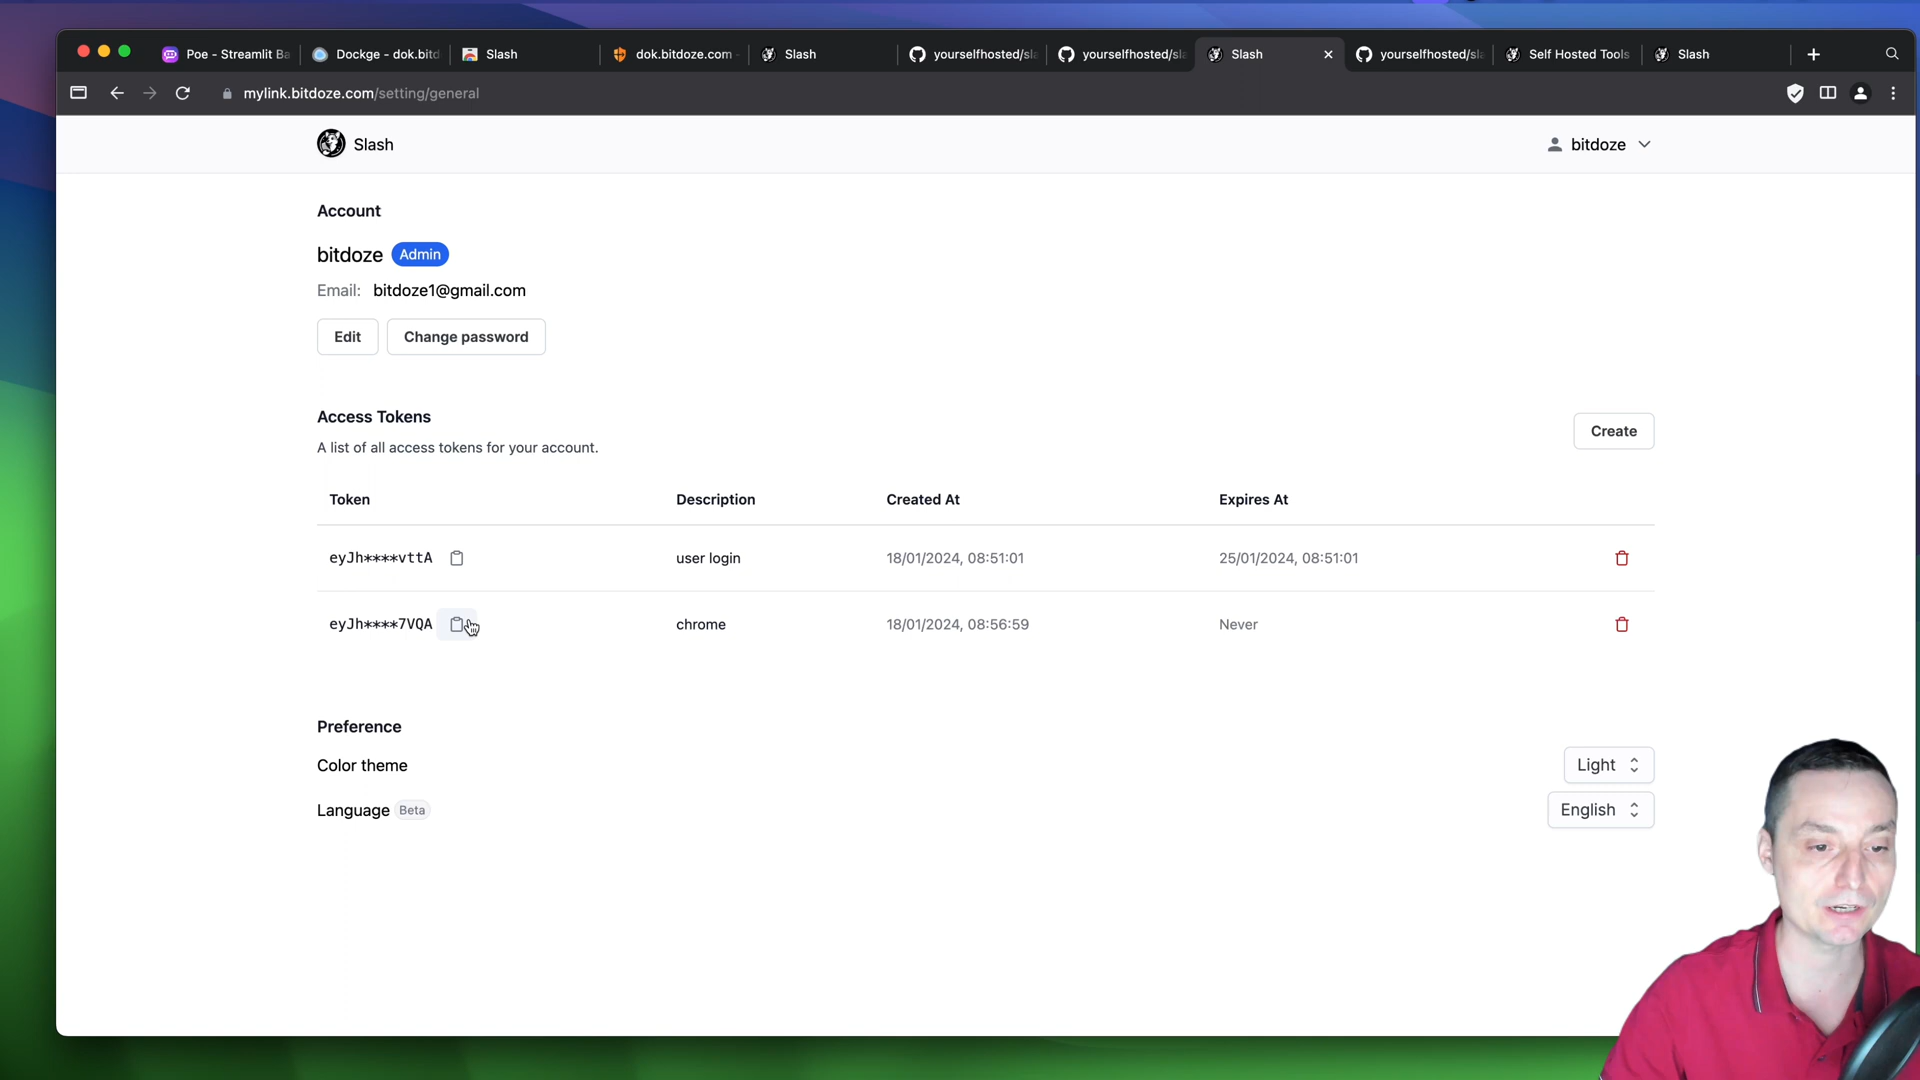 Poe - Streamlit Ba
Dockge - dok.bitd
Slash
dok.bitdoze.com -
Slash
yourselfhosted/sla
yourselfhosted/sla
Slash
yourselfhosted/sla
Self Hosted Tools
Slash
mylink.bitdoze.com/setting/general
Slash
bitdoze
Account
bitdoze Admin
Email: bitdoze1@gmail.com
Edit Change password
Access Tokens
Create
A list of all access tokens for your account.
Token Description Created At Expires At
eyJh****vttA user login 18/01/2024, 08:51:01 25/01/2024, 08:51:01
eyJh****7VQA chrome 18/01/2024, 08:56:59 Never
Preference
Color theme Light
Language Beta English